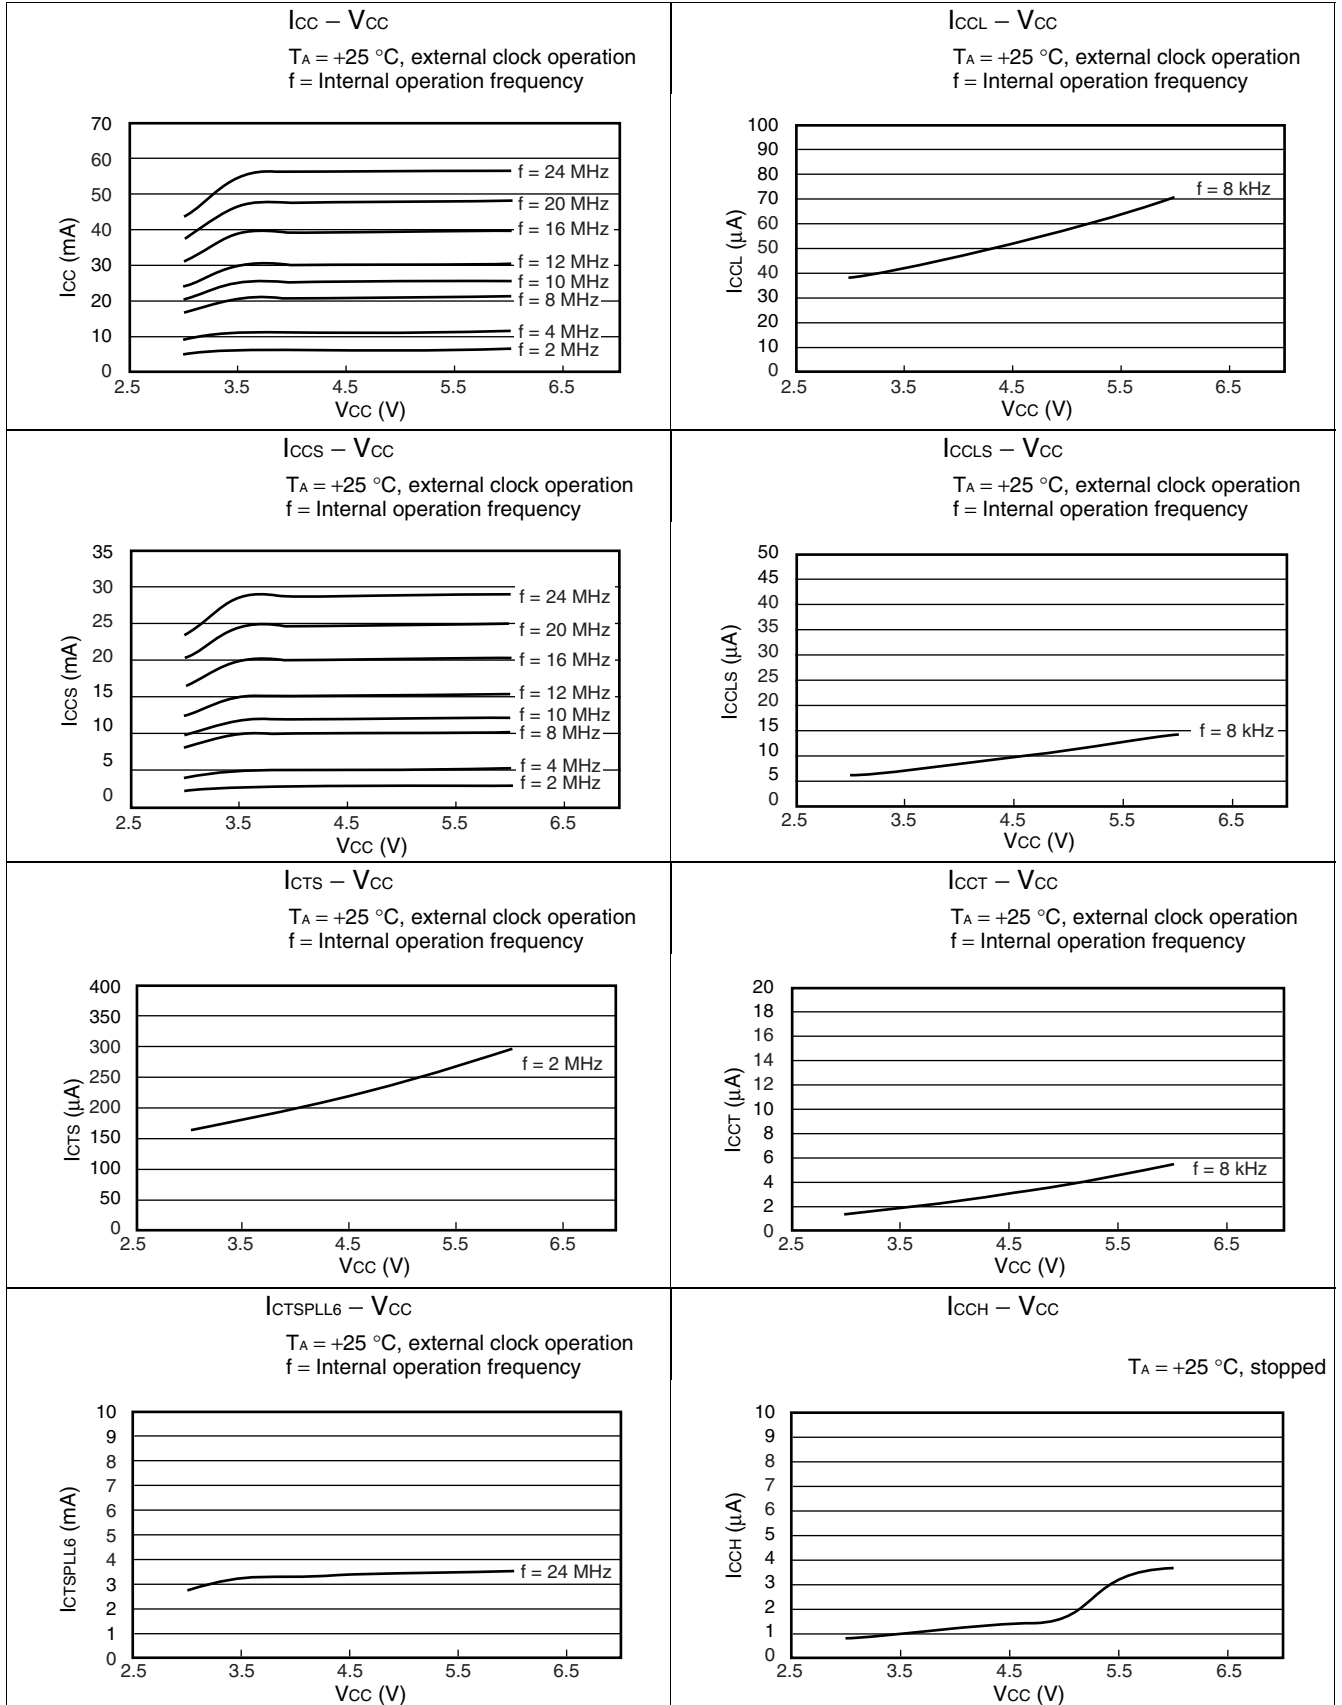 ICC – VCC
TA = +25 °C, external clock operation
f = Internal operation frequency
70
60
50
40
30
20
10
0
ICC (mA)
f = 24 MHz
f = 20 MHz
f = 16 MHz
f = 12 MHz
f = 10 MHz
f = 8 MHz
f = 4 MHz
f = 2 MHz
2.5 3.5 4.5 5.5 6.5
VCC (V)
ICCL – VCC
TA = +25 °C, external clock operation
f = Internal operation frequency
100
90
80
70
60
50
40
30
20
10
0
ICCL (µA)
f = 8 kHz
2.5 3.5 4.5 5.5 6.5
VCC (V)
ICCS – VCC
TA = +25 °C, external clock operation
f = Internal operation frequency
35
30
25
20
15
10
5
0
ICCS (mA)
f = 24 MHz
f = 20 MHz
f = 16 MHz
f = 12 MHz
f = 10 MHz
f = 8 MHz
f = 4 MHz
f = 2 MHz
2.5 3.5 4.5 5.5 6.5
VCC (V)
ICCLS – VCC
TA = +25 °C, external clock operation
f = Internal operation frequency
50
45
40
35
30
25
20
15
10
5
0
ICCLS (µA)
f = 8 kHz
2.5 3.5 4.5 5.5 6.5
VCC (V)
ICTS – VCC
TA = +25 °C, external clock operation
f = Internal operation frequency
400
350
300
250
200
150
100
50
0
ICTS (µA)
f = 2 MHz
2.5 3.5 4.5 5.5 6.5
VCC (V)
ICCT – VCC
TA = +25 °C, external clock operation
f = Internal operation frequency
20
18
16
14
12
10
8
6
4
2
0
ICCT (µA)
f = 8 kHz
2.5 3.5 4.5 5.5 6.5
VCC (V)
ICTSPLL6 – VCC
TA = +25 °C, external clock operation
f = Internal operation frequency
10
9
8
7
6
5
4
3
2
1
0
ICTSPLL6 (mA)
f = 24 MHz
2.5 3.5 4.5 5.5 6.5
VCC (V)
ICCH – VCC
TA = +25 °C, stopped
10
9
8
7
6
5
4
3
2
1
0
ICCH (µA)
2.5 3.5 4.5 5.5 6.5
VCC (V)